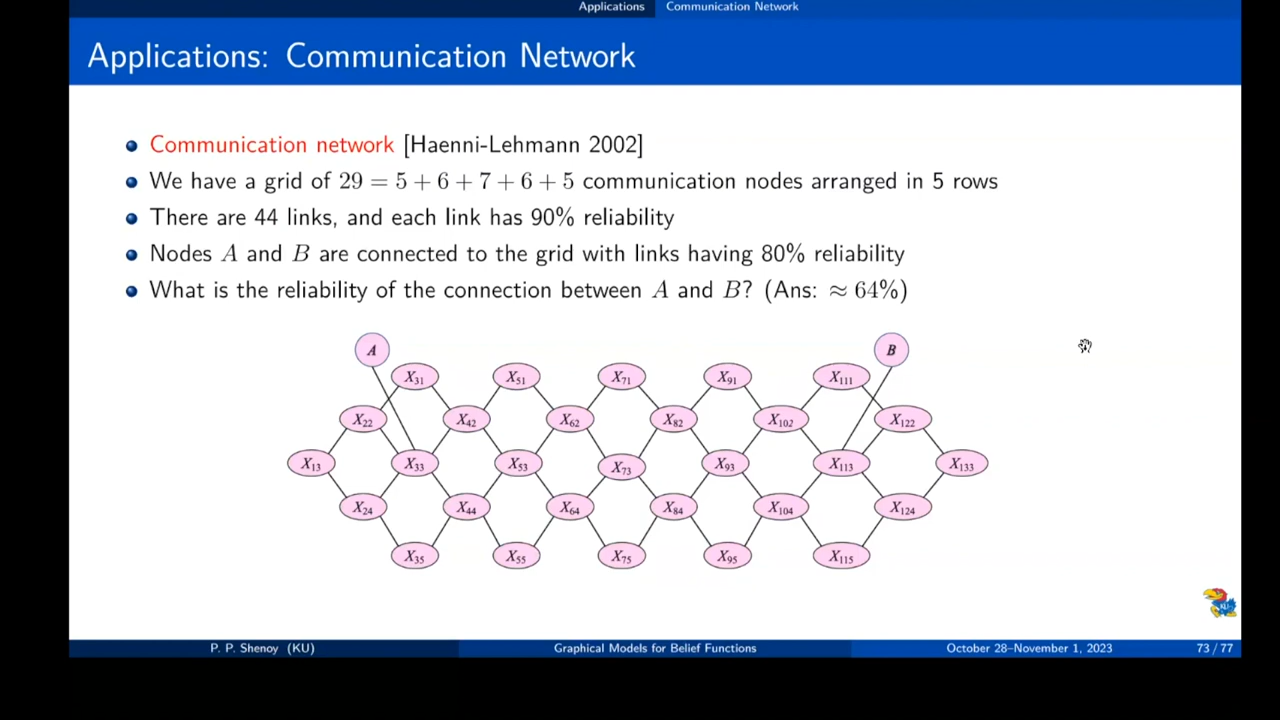 Applications Communication Network
Applications: Communication Network
Communication network [Haenni-Lehmann 2002]
We have a grid of 29 = 5 + 6 + 7 + 6 + 5 communication nodes arranged in 5 rows
There are 44 links, and each link has 90% reliability
Nodes A and B are connected to the grid with links having 80% reliability
What is the reliability of the connection between A and B? (Ans: ≈ 64%)
A B
X31 X51 X71 X91 X111
X22 X42 X62 X82 X102 X122
X13 X33 X53 X73 X93 X113 X133
X24 X44 X64 X84 X104 X124
X35 X55 X75 X95 X115
KU
P. P. Shenoy (KU) Graphical Models for Belief Functions October 28–November 1, 2023 73 / 77